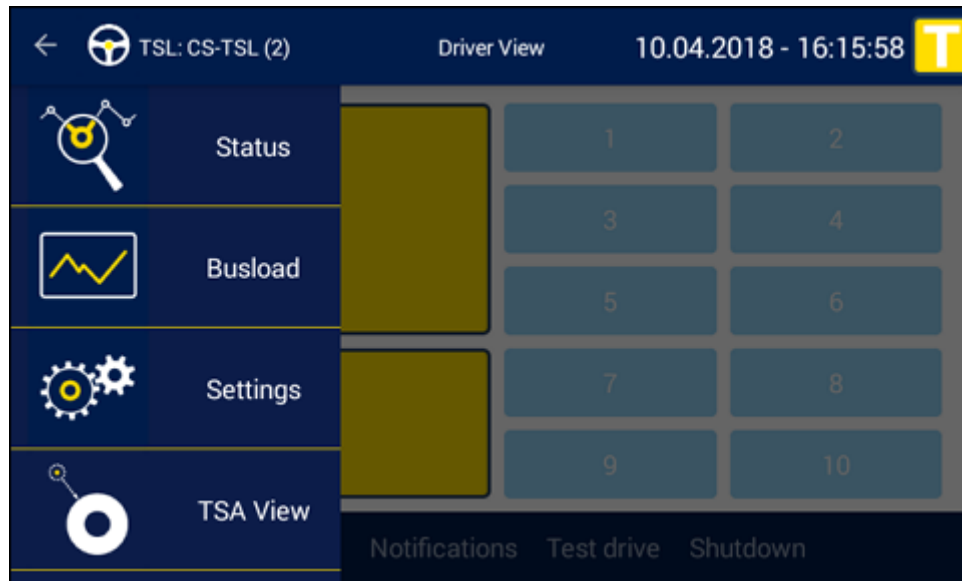 TSL: CS-TSL (2) Driver View 10.04.2018 - 16:15:58 T
Status
Busload
Settings
TSA View
1 2
3 4
5 6
7 8
9 10
Notifications Test drive Shutdown